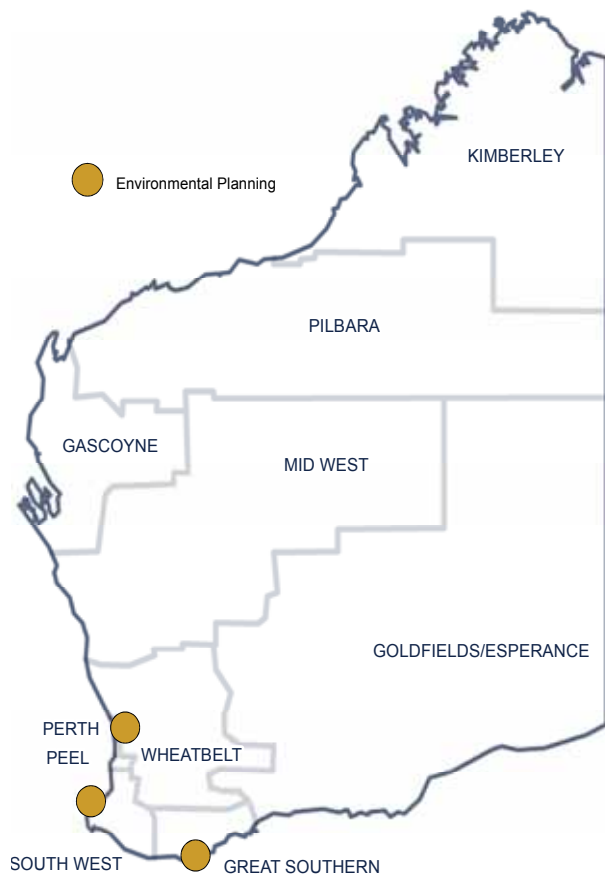 KIMBERLEY
Environmental Planning
PILBARA
GASCOYNE
MID WEST
GOLDFIELDS/ESPERANCE
PERTH
PEEL
WHEATBELT
SOUTH WEST
GREAT SOUTHERN